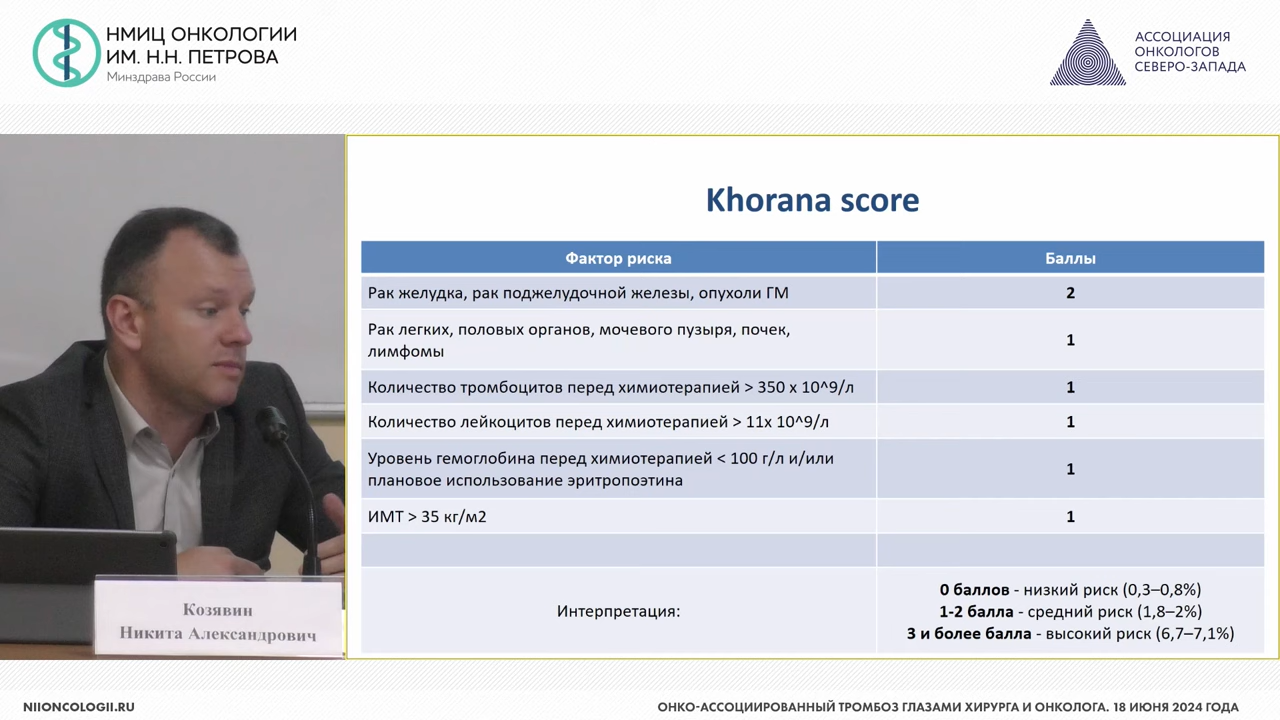 НМИЦ ОНКОЛОГИИ
ИМ. Н.Н. ПЕТРОВА
Минздрава России
АССОЦИАЦИЯ
ОНКОЛОГОВ
СЕВЕРО-ЗАПАДА
Khorana score
Фактор риска Баллы
Рак желудка, рак поджелудочной железы, опухоли ГМ 2
Рак легких, половых органов, мочевого пузыря, почек,
лимфомы 1
Количество тромбоцитов перед химиотерапией > 350 x 10^9/л 1
Количество лейкоцитов перед химиотерапией > 11x 10^9/л 1
Уровень гемоглобина перед химиотерапией < 100 г/л и/или
плановое использование эритропоэтина 1
ИМТ > 35 кг/м2 1
Интерпретация:
0 баллов - низкий риск (0,3–0,8%)
1-2 балла - средний риск (1,8–2%)
3 и более балла - высокий риск (6,7–7,1%)
Козявин
Никита Александрович
NIIONCOLOGII.RU
ОНКО-АССОЦИИРОВАННЫЙ ТРОМБОЗ ГЛАЗАМИ ХИРУРГА И ОНКОЛОГА. 18 ИЮНЯ 2024 ГОДА